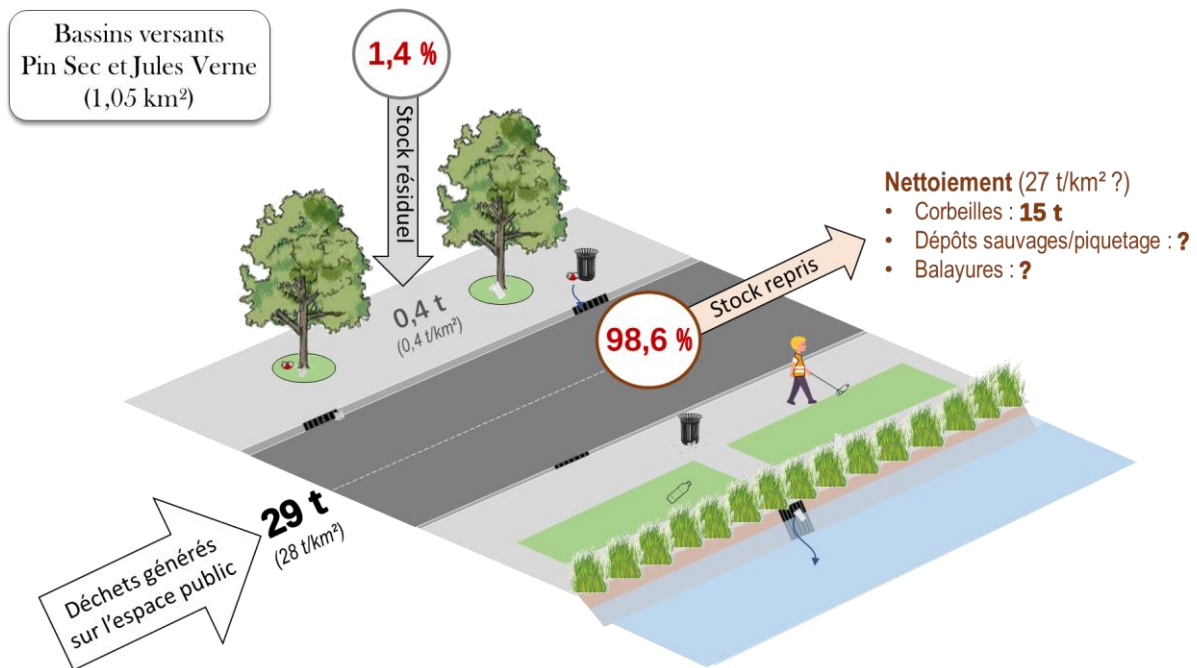 Bassins versants
Pin Sec et Jules Verne
(1,05 km²)
1,4 %
Stock résiduel
0,4 t
(0,4 t/km²)
98,6 %
Stock repris
Nettoiement (27 t/km² ?)
• Corbeilles : 15 t
• Dépôts sauvages/piquetage : ?
• Balayures : ?
29 t
(28 t/km²)
Déchets générés
sur l'espace public